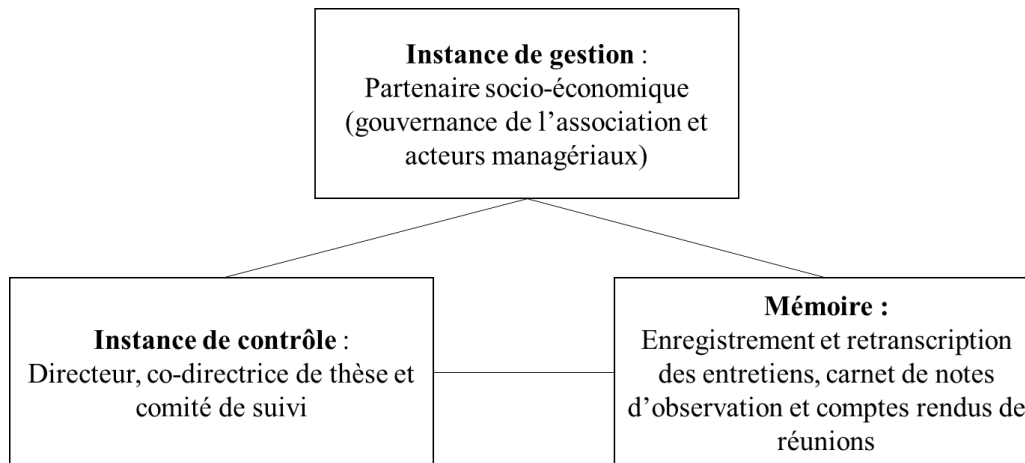 Instance de gestion :
Partenaire socio-économique
(gouvernance de l’association et
acteurs managériaux)
Instance de contrôle :
Directeur, co-directrice de thèse et
comité de suivi
Mémoire :
Enregistrement et retranscription
des entretiens, carnet de notes
d’observation et comptes rendus de
réunions